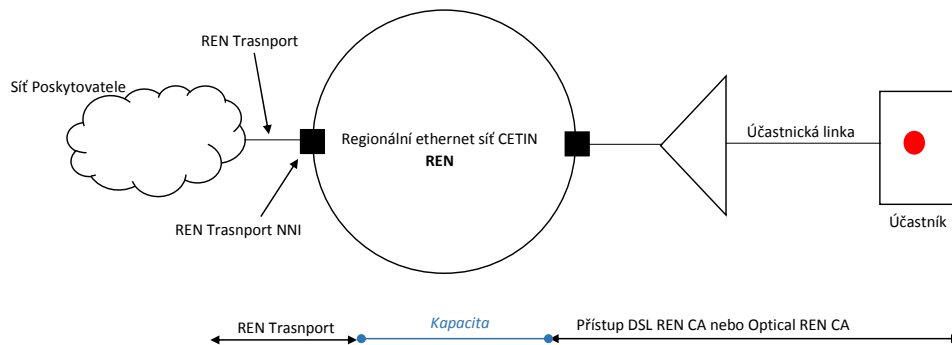 REN Trasnport
Síť Poskytovatele
Regionální ethernet síť CETIN
REN
Účastnická linka
REN Trasnport NNI
Účastník
REN Trasnport
Kapacita
Přístup DSL REN CA nebo Optical REN CA